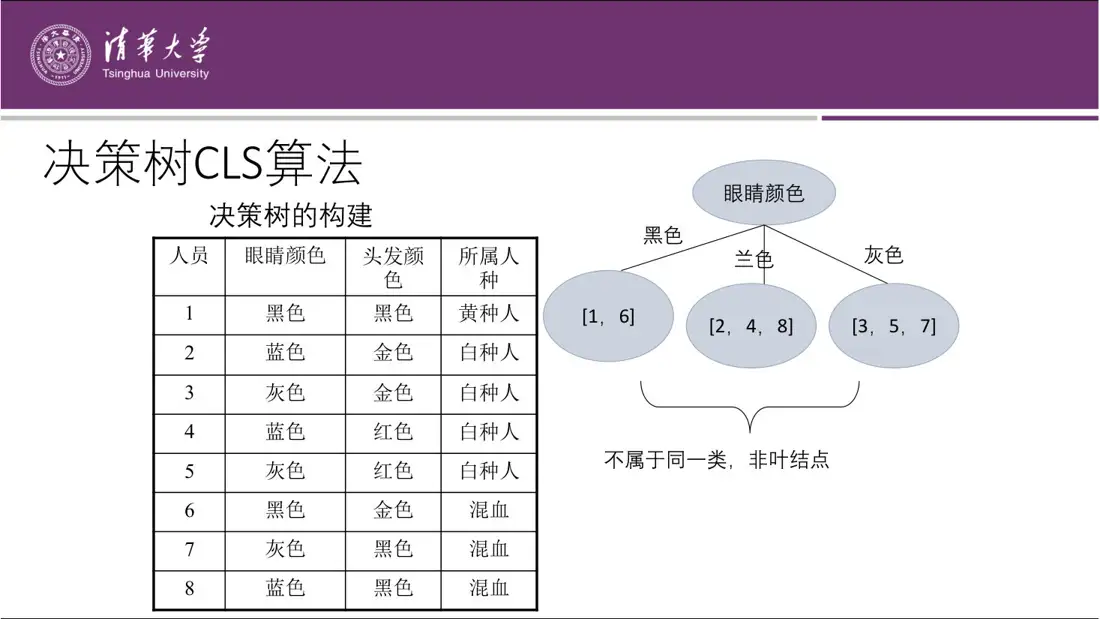 清华大学
Tsinghua University
决策树CLS算法
决策树的构建
人员 眼睛颜色 头发颜色 所属人种
1 黑色 黑色 黄种人
2 蓝色 金色 白种人
3 灰色 金色 白种人
4 蓝色 红色 白种人
5 灰色 红色 白种人
6 黑色 金色 混血
7 灰色 黑色 混血
8 蓝色 黑色 混血
眼睛颜色
黑色
兰色
灰色
[1，6]
[2，4，8]
[3，5，7]
不属于同一类，非叶结点